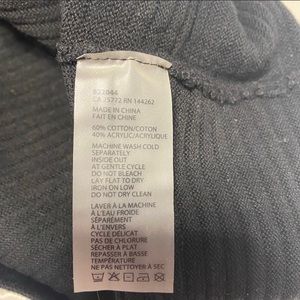 822044
CA 75772 RN 144262
MADE IN CHINA
FAIT EN CHINE
60% COTTON/COTON
40% ACRYLIC/ACRYLIQUE
MACHINE WASH COLD
SEPARATELY
INSIDE OUT
AT GENTLE CYCLE
DO NOT BLEACH
LAY FLAT TO DRY
IRON ON LOW
DO NOT DRY CLEAN
LAVER À LA MACHINE
À L'EAU FROIDE
SÉPARÉMENT
À L'ENVERS
CYCLE DÉLICAT
PAS DE CHLORURE
SÉCHER À PLAT
REPASSER À BASSE
TEMPÉRATURE
NE PAS NETTOYER À SEC